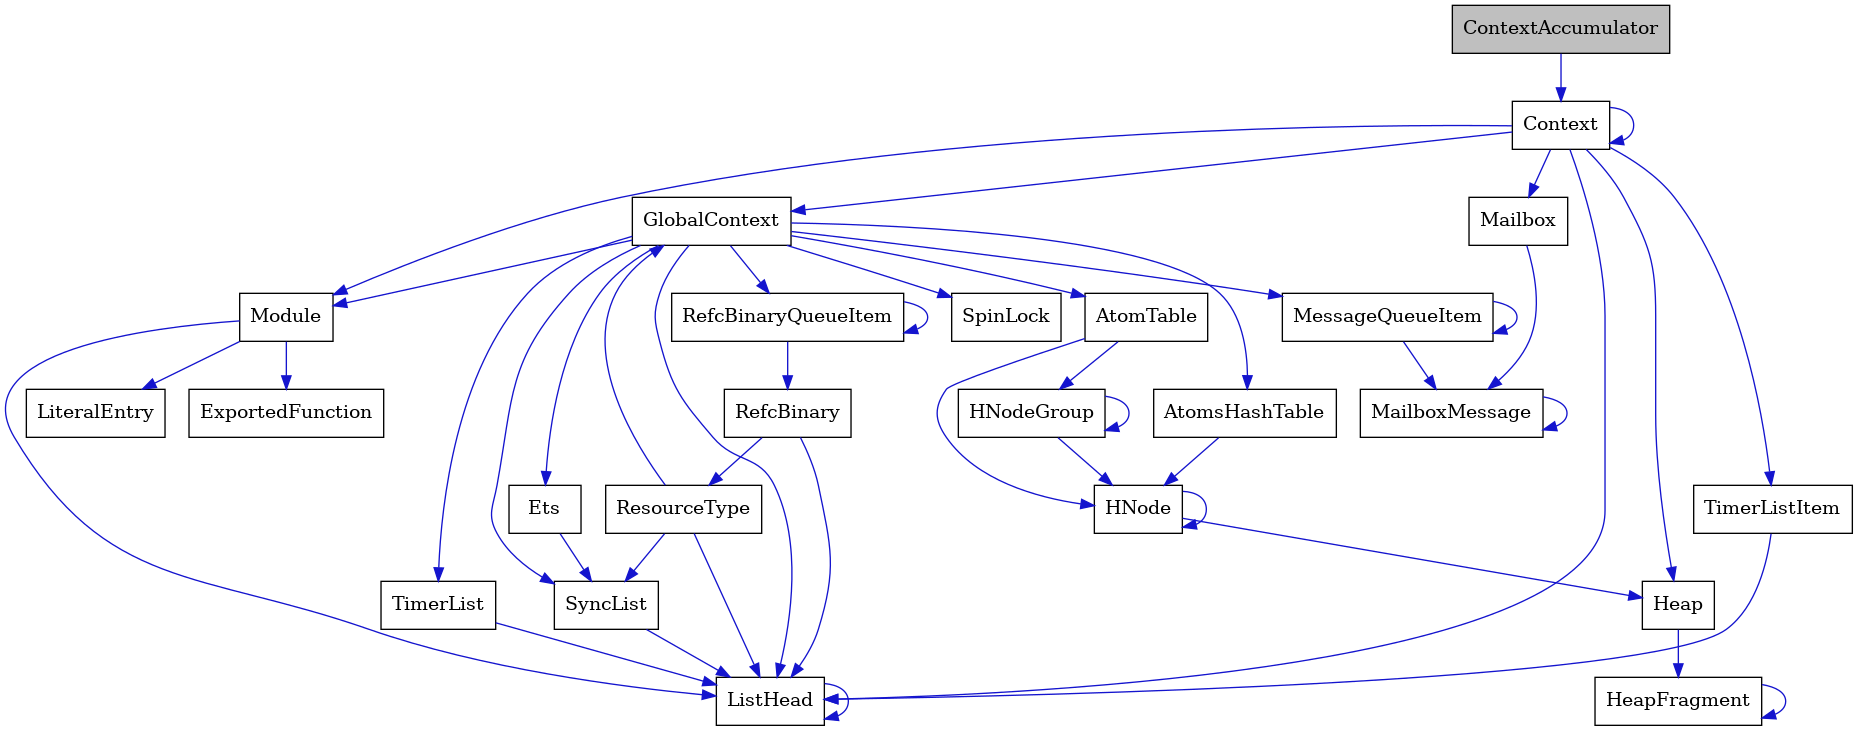 ContextAccumulator
Context
GlobalContext
Mailbox
Module
RefcBinaryQueueItem
SpinLock
AtomTable
MessageQueueItem
LiteralEntry
ExportedFunction
RefcBinary
HNodeGroup
AtomsHashTable
MailboxMessage
Ets
ResourceType
HNode
TimerListItem
TimerList
SyncList
Heap
ListHead
HeapFragment